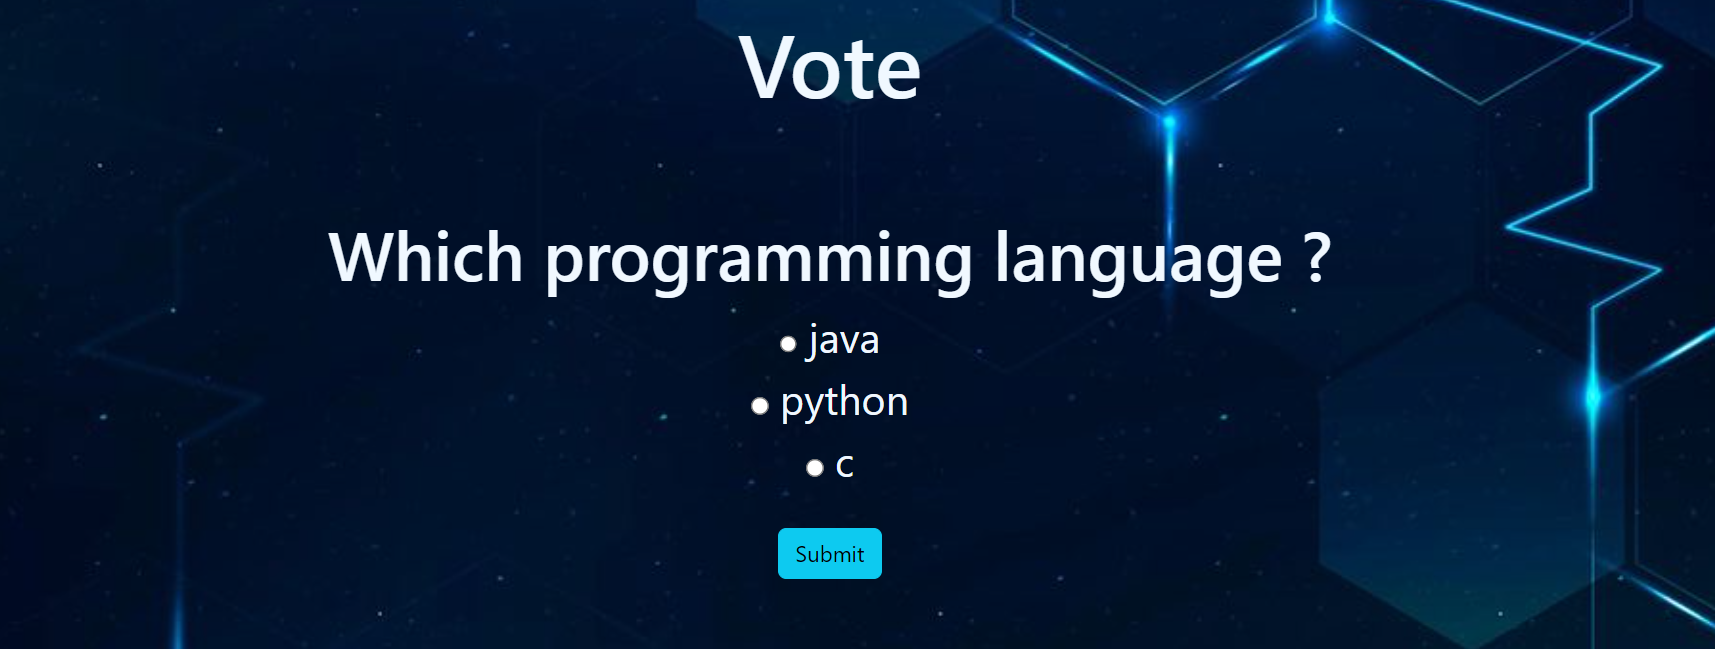 Vote
Which programming language ?
java
python
c
Submit